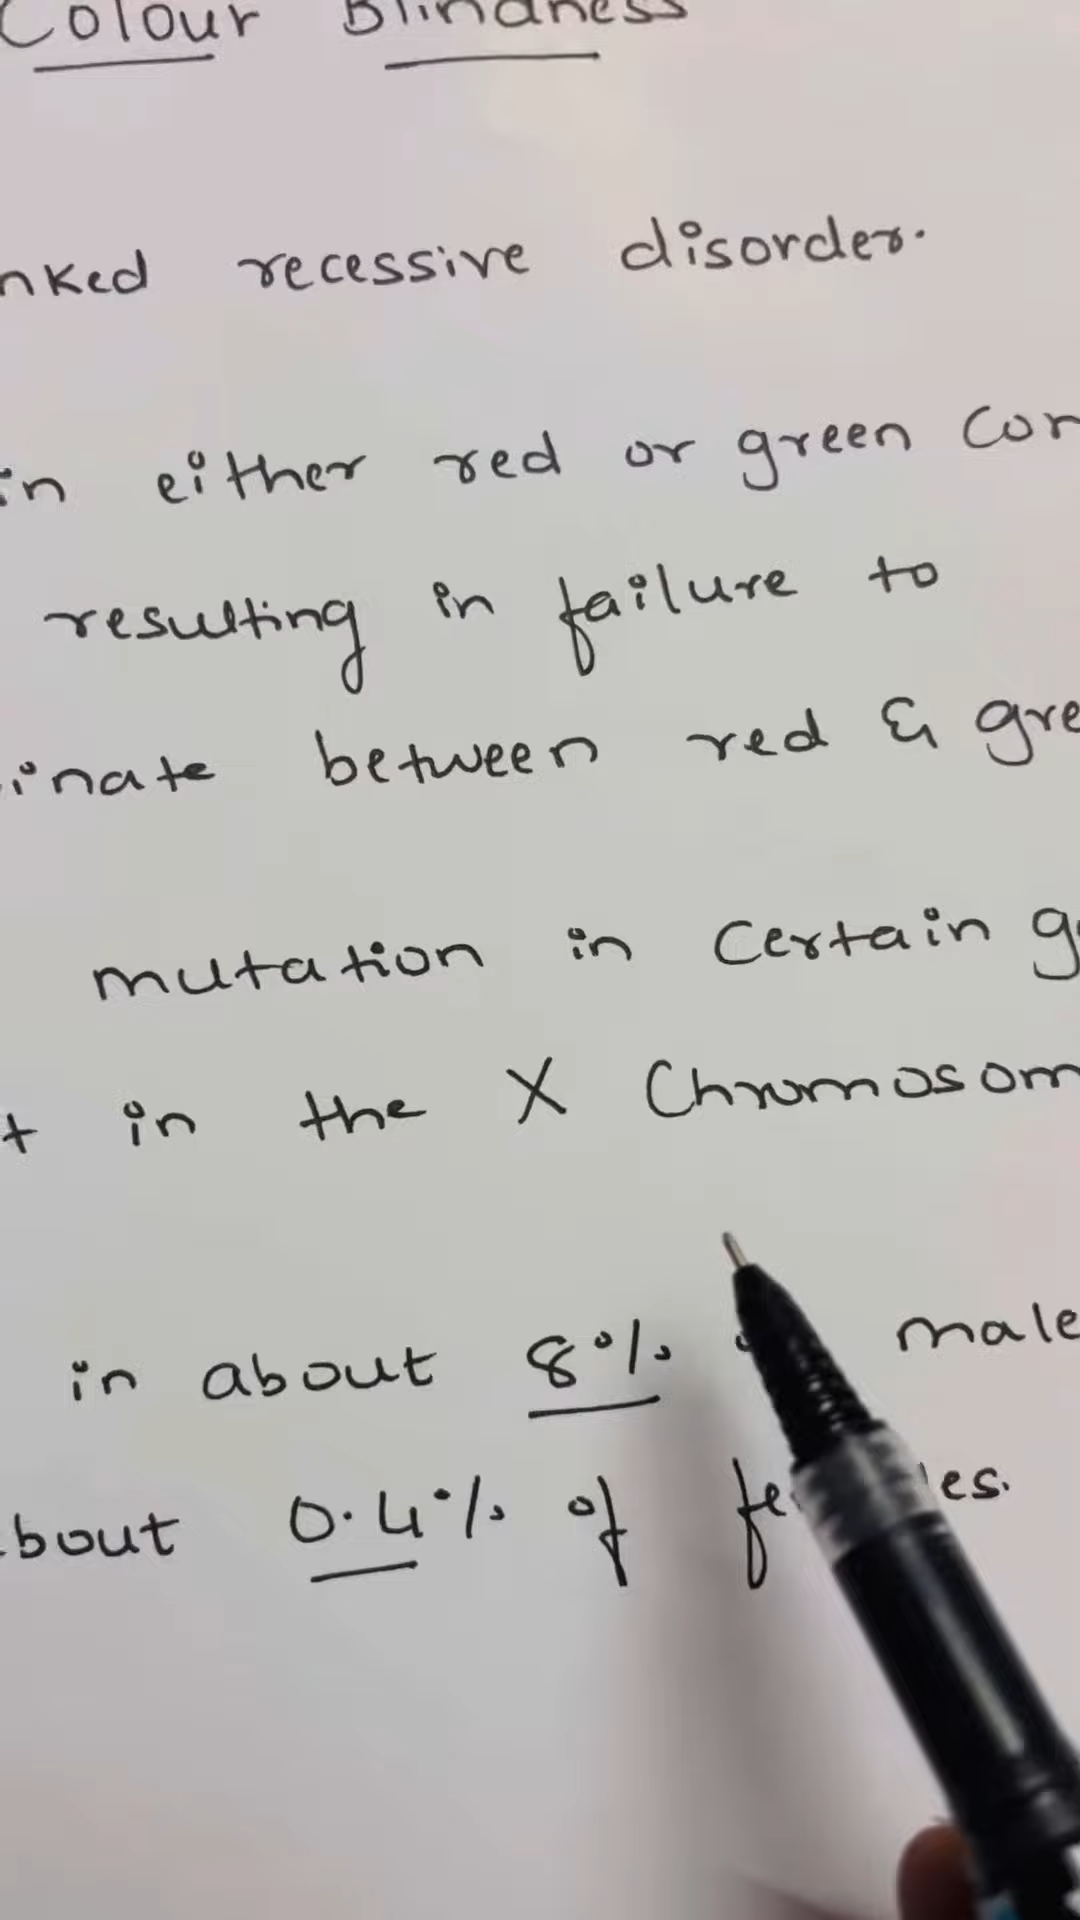 Colour Blindness
nked recessive disorder.
in either red or green con
resulting in failure to
inate between red & gre
mutation in certain g
t in the X Chromosom
in about 8% male
bout 0.4% of fe es.